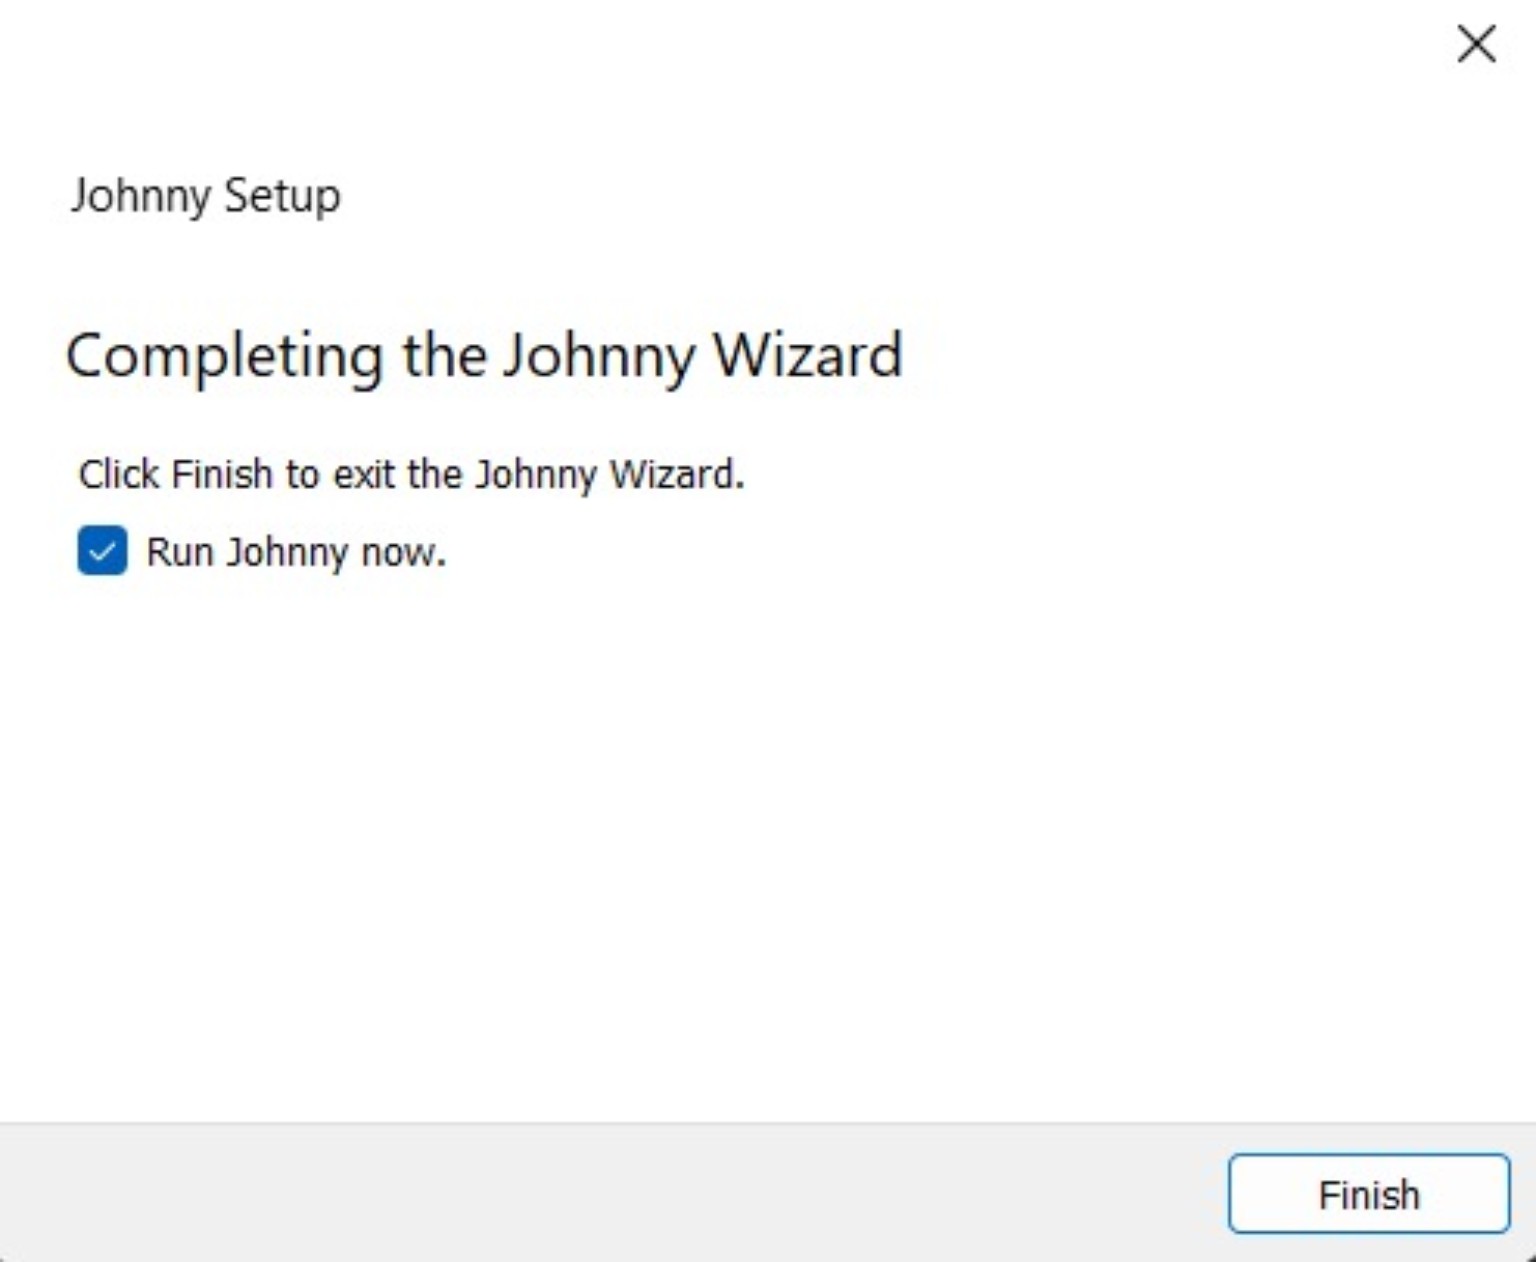 Johnny Setup
Completing the Johnny Wizard
Click Finish to exit the Johnny Wizard.
Run Johnny now.
Finish